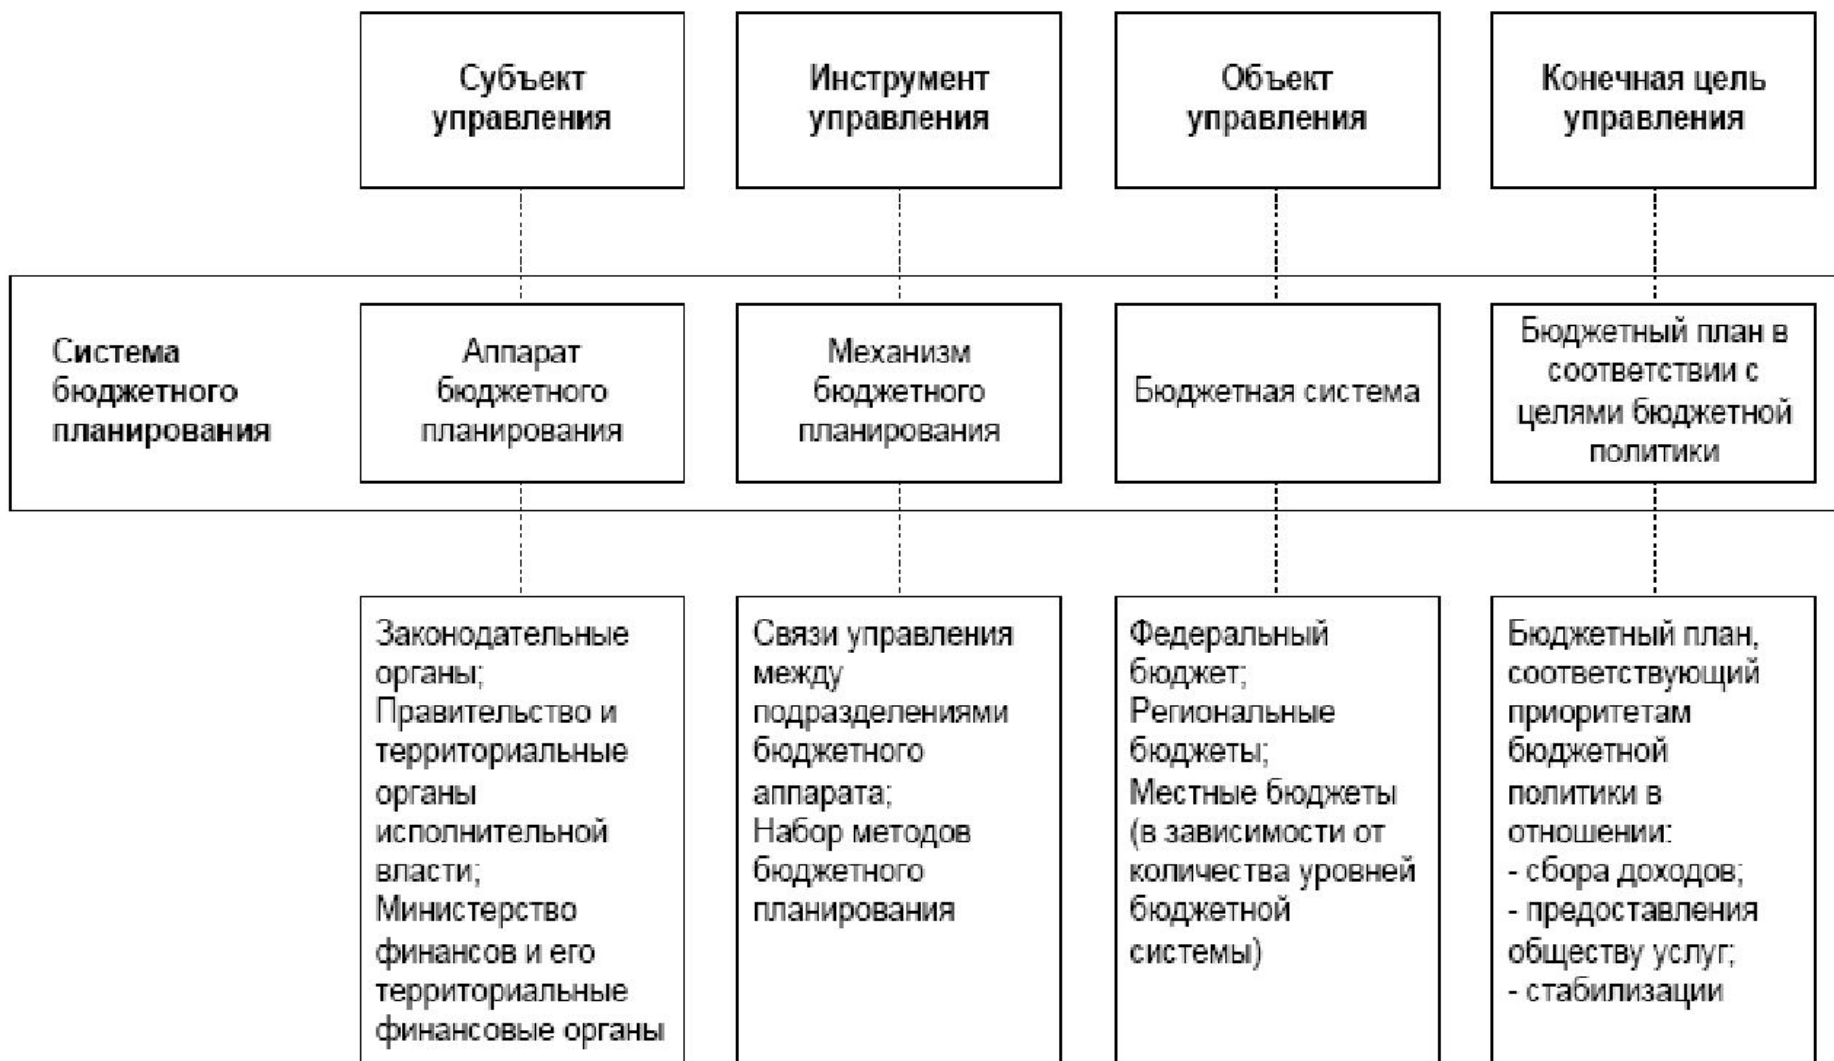 Субъект
управления
Инструмент
управления
Объект
управления
Конечная цель
управления
Система
бюджетного
планирования
Аппарат
бюджетного
планирования
Механизм
бюджетного
планирования
Бюджетная система
Бюджетный план в
соответствии с
целями бюджетной
политики
Законодательные
органы;
Правительство и
территориальные
органы
исполнительной
власти;
Министерство
финансов и его
территориальные
финансовые органы
Связи управления
между
подразделениями
бюджетного
аппарата;
Набор методов
бюджетного
планирования
Федеральный
бюджет;
Региональные
бюджеты;
Местные бюджеты
(в зависимости от
количества уровней
бюджетной
системы)
Бюджетный план,
соответствующий
приоритетам
бюджетной
политики в
отношении:
- сбора доходов;
- предоставления
обществу услуг;
- стабилизации